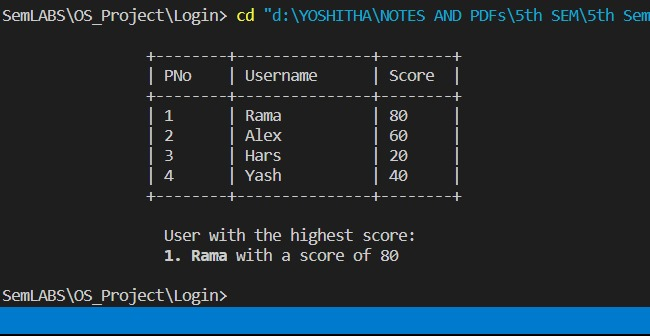 SemLABS\OS_Project\Login> cd "d:\YOSHITHA\NOTES AND PDFs\5th SEM\5th Sem
+--------+---------------+--------+
| PNo | Username | Score |
+--------+---------------+--------+
| 1 | Rama | 80 |
| 2 | Alex | 60 |
| 3 | Hars | 20 |
| 4 | Yash | 40 |
+--------+---------------+--------+
User with the highest score:
1. Rama with a score of 80
SemLABS\OS_Project\Login>